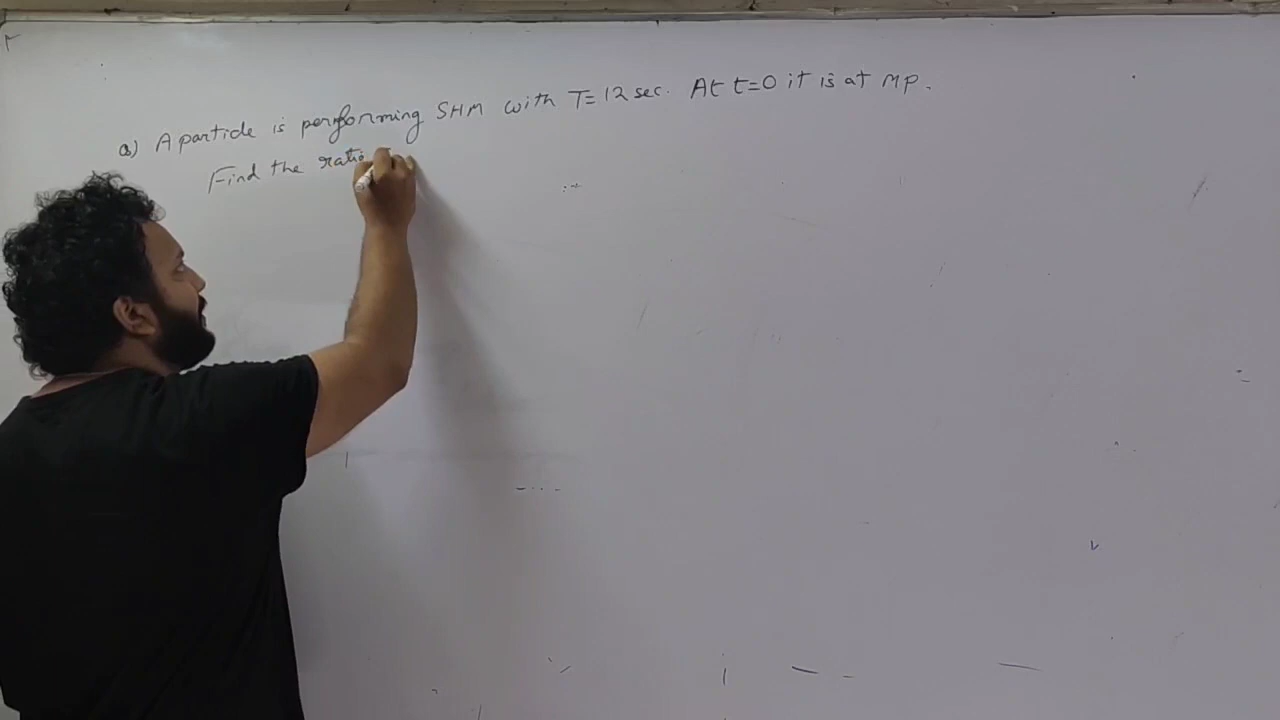 Q) A particle is performing SHM with T=12 sec. At t=0 it is at MP.
Find the ratio